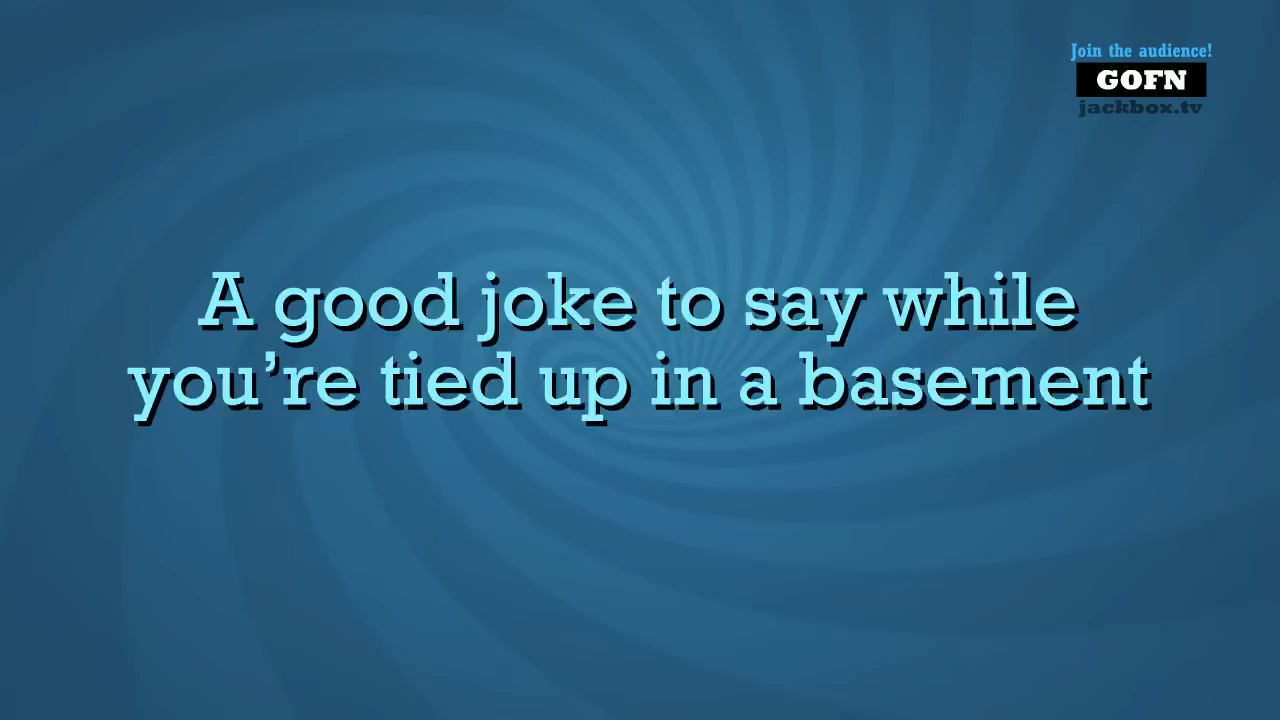 Join the audience!
GOFN
jackbox.tv
A good joke to say while
you're tied up in a basement